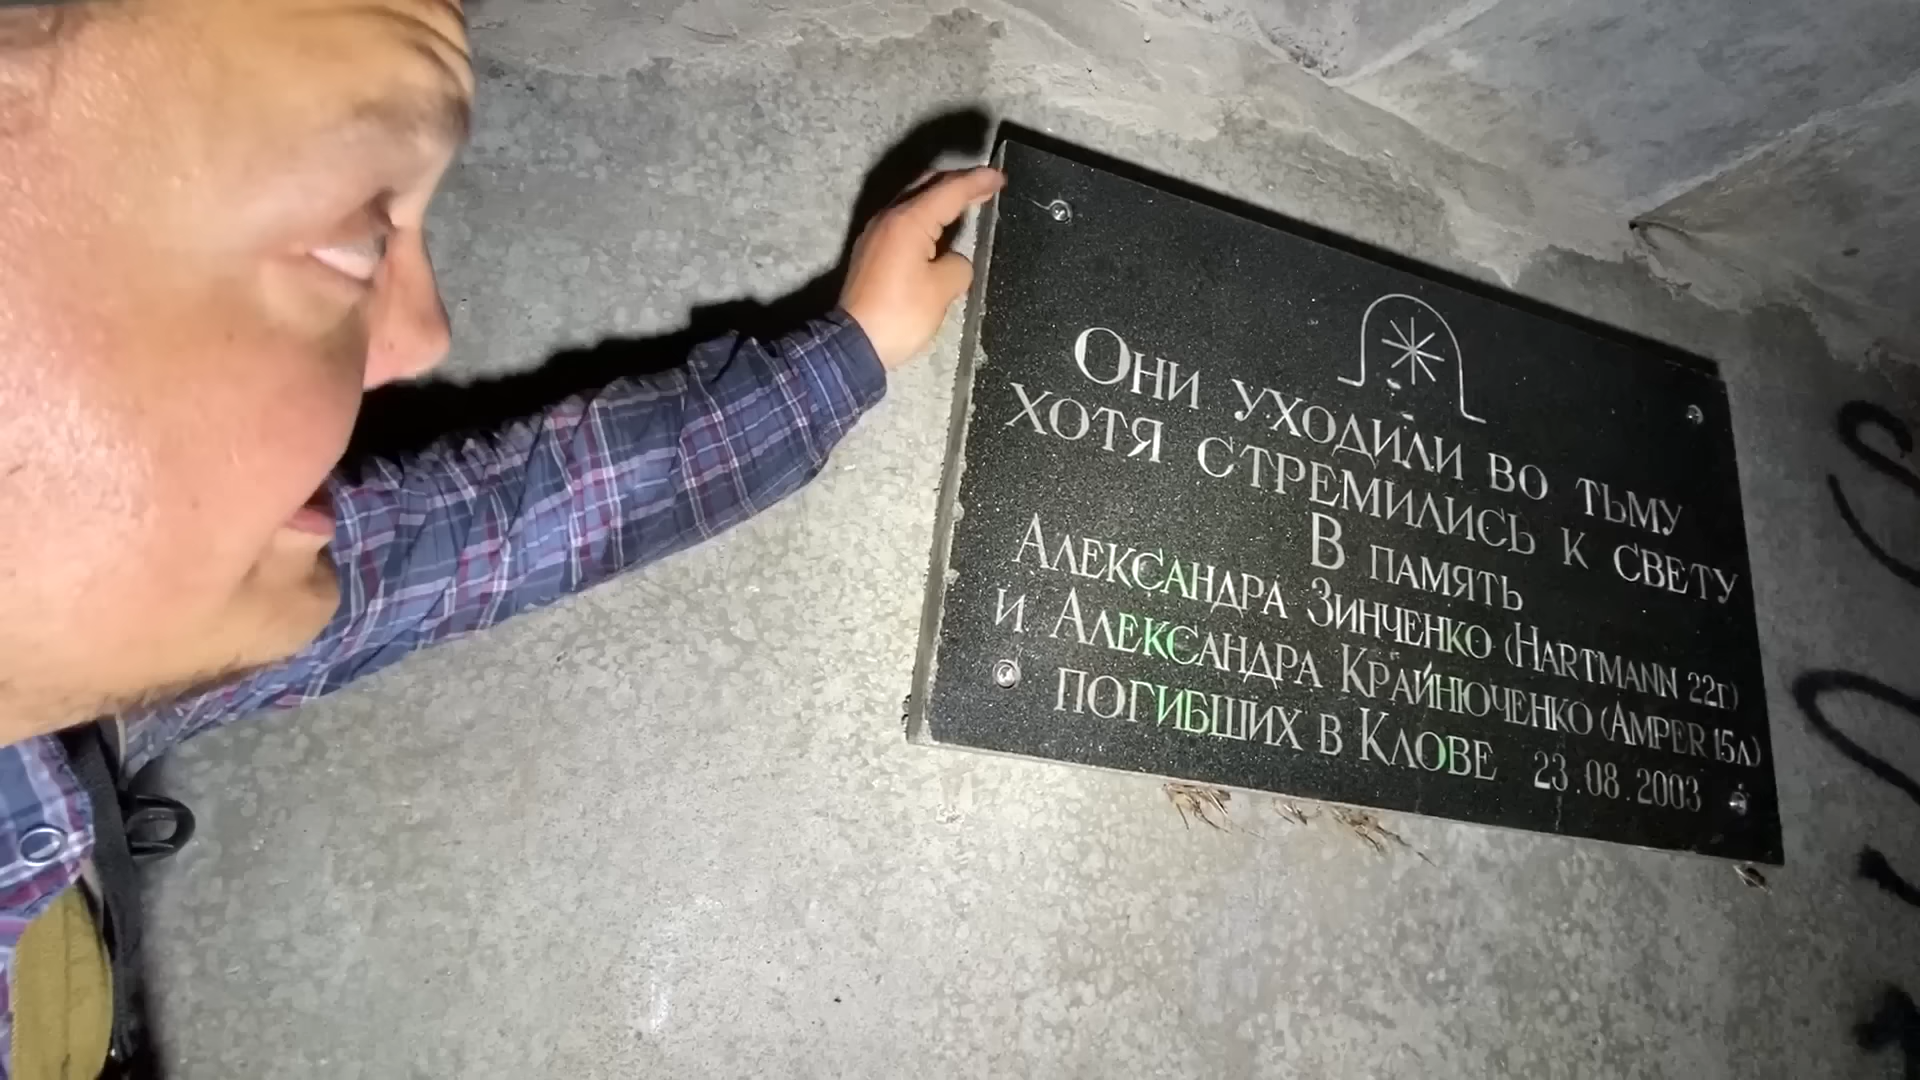 Они уходили во тьму
хотя стремились к свету
В память
Александра Зинченко (Hartmann 22г)
и Александра Крайнюченко (Amper 15л)
погибших в Клове 23.08.2003